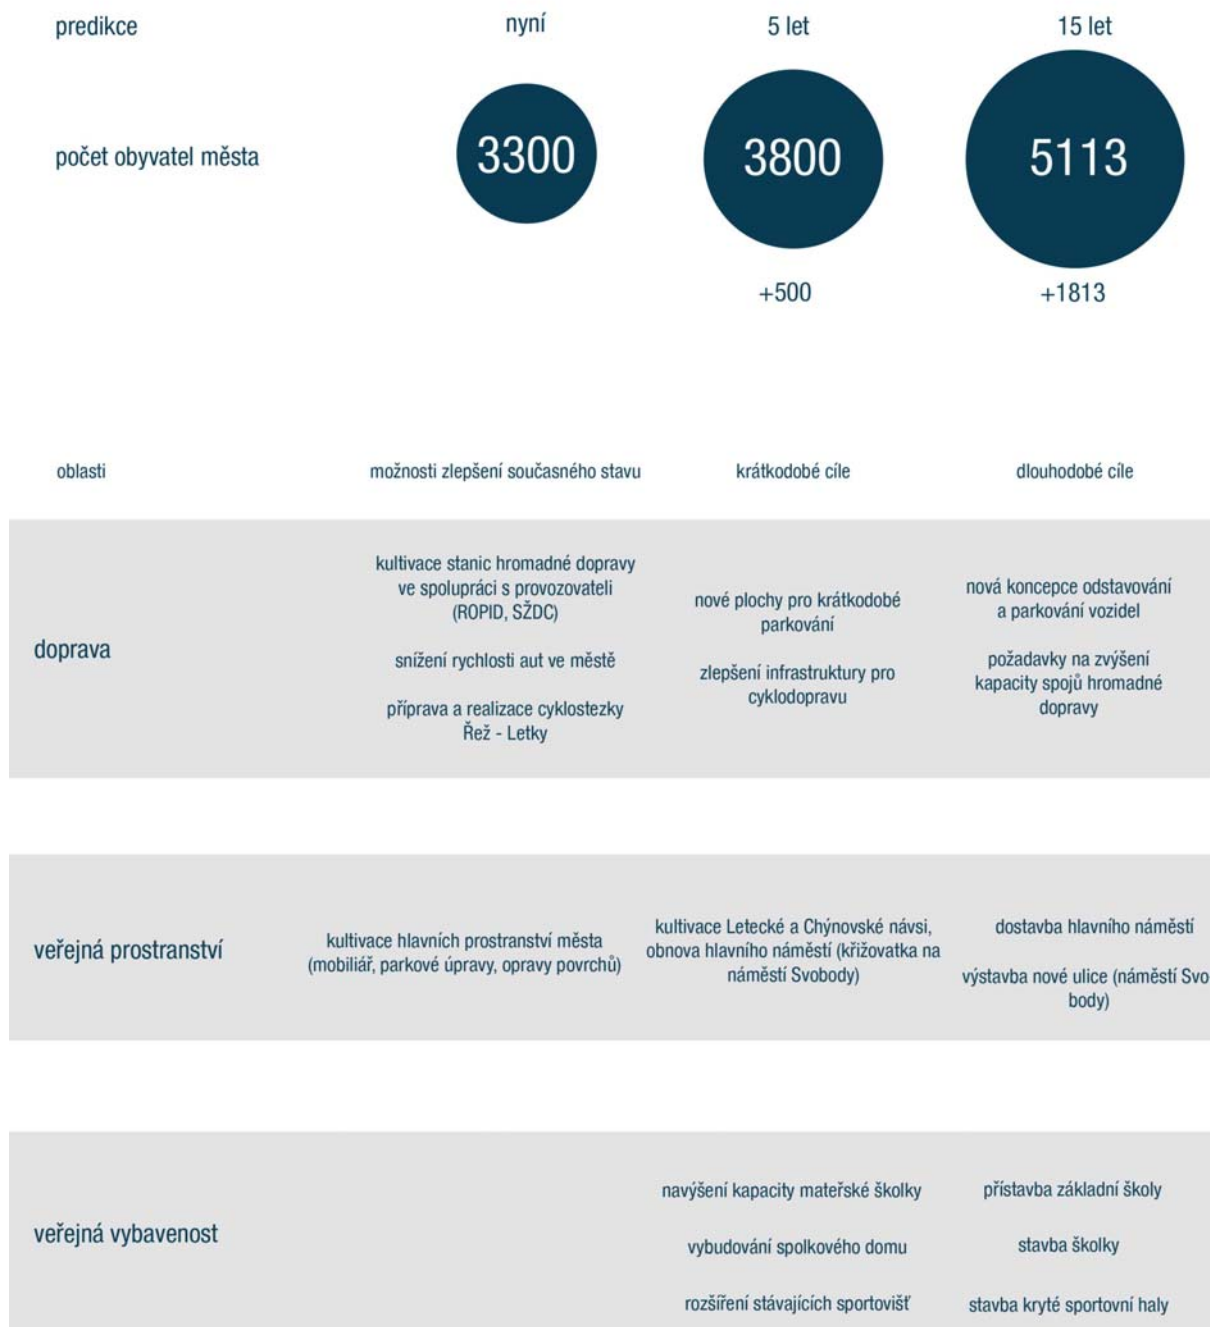 predikce
nyní
5 let
15 let
počet obyvatel města
3300
3800
5113
+500
+1813
oblasti
možnosti zlepšení současného stavu
krátkodobé cíle
dlouhodobé cíle
doprava
kultivace stanic hromadné dopravy
ve spolupráci s provozovateli
(ROPID, SŽDC)
snížení rychlosti aut ve městě
příprava a realizace cyklostezky
Řež - Letky
nové plochy pro krátkodobé
parkování
zlepšení infrastruktury pro
cyklodopravu
nová koncepce odstavování
a parkování vozidel
požadavky na zvýšení
kapacity spojů hromadné
dopravy
veřejná prostranství
kultivace hlavních prostranství města
(mobiliář, parkové úpravy, opravy povrchů)
kultivace Letecké a Chýnovské návsi,
obnova hlavního náměstí (křižovatka na
náměstí Svobody)
dostavba hlavního náměstí
výstavba nové ulice (náměstí Svo
body)
veřejná vybavenost
navýšení kapacity mateřské školky
vybudování spolkového domu
rozšíření stávajících sportovišť
přístavba základní školy
stavba školky
stavba kryté sportovní haly